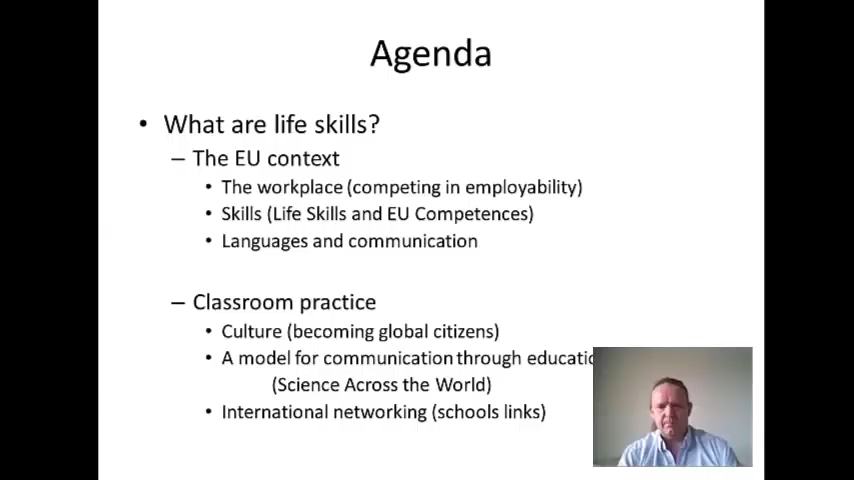 Agenda
• What are life skills?
– The EU context
• The workplace (competing in employability)
• Skills (Life Skills and EU Competences)
• Languages and communication
– Classroom practice
• Culture (becoming global citizens)
• A model for communication through educatio
(Science Across the World)
• International networking (schools links)